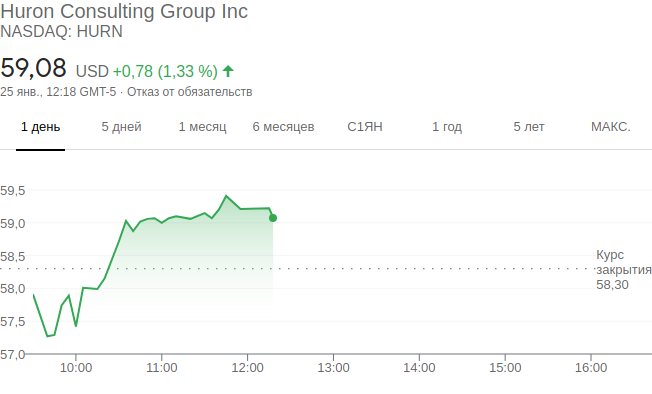 Huron Consulting Group Inc
NASDAQ: HURN
59,08 USD +0,78 (1,33 %)
25 янв., 12:18 GMT-5 · Отказ от обязательств
1 день 5 дней 1 месяц 6 месяцев С1ЯН 1 год 5 лет МАКС.
59,5
59,0
58,5
58,0
57,5
57,0
Курс
закрытия
58,30
10:00 11:00 12:00 13:00 14:00 15:00 16:00